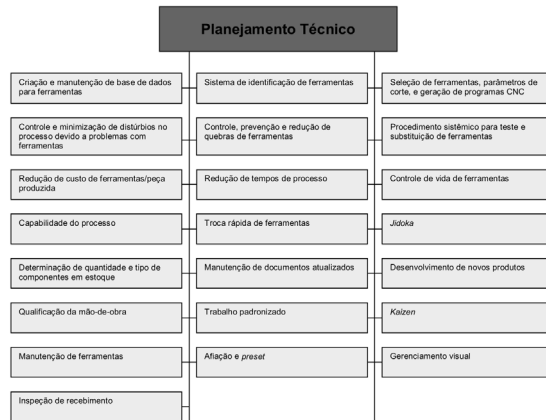 Planejamento Técnico
Criação e manutenção de base de dados
para ferramentas
Sistema de identificação de ferramentas
Seleção de ferramentas, parâmetros de
corte, e geração de programas CNC
Controle e minimização de distúrbios no
processo devido a problemas com
ferramentas
Controle, prevenção e redução de
quebras de ferramentas
Procedimento sistêmico para teste e
substituição de ferramentas
Redução de custo de ferramentas/peça
produzida
Redução de tempos de processo
Controle de vida de ferramentas
Capabilidade do processo
Troca rápida de ferramentas
Jidoka
Determinação de quantidade e tipo de
componentes em estoque
Manutenção de documentos atualizados
Desenvolvimento de novos produtos
Qualificação da mão-de-obra
Trabalho padronizado
Kaizen
Manutenção de ferramentas
Afiação e preset
Gerenciamento visual
Inspeção de recebimento